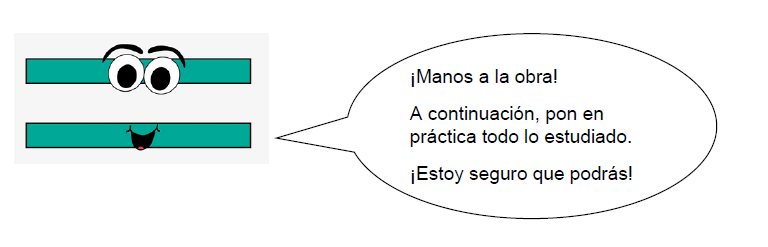 ¡Manos a la obra!
A continuación, pon en
práctica todo lo estudiado.
¡Estoy seguro que podrás!